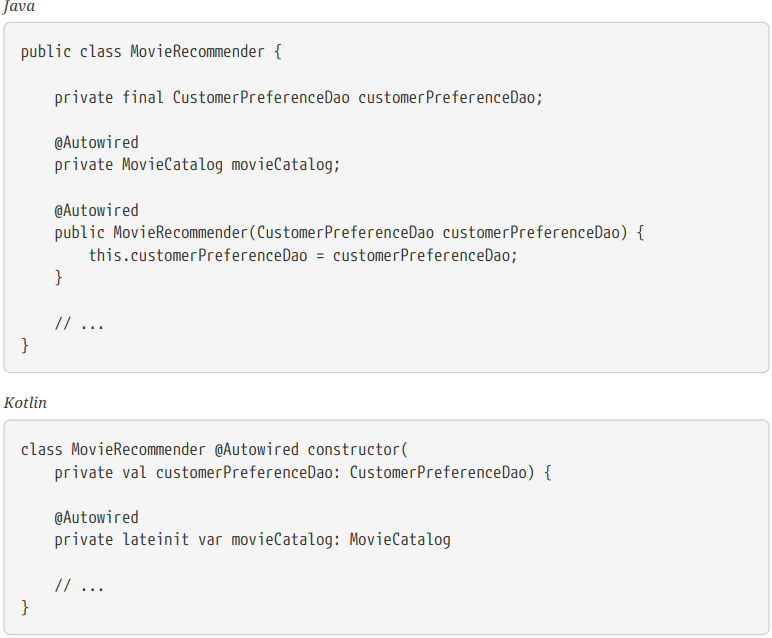 Java
public class MovieRecommender {
private final CustomerPreferenceDao customerPreferenceDao;
@Autowired
private MovieCatalog movieCatalog;
@Autowired
public MovieRecommender(CustomerPreferenceDao customerPreferenceDao) {
this.customerPreferenceDao = customerPreferenceDao;
}
// ...
}
Kotlin
class MovieRecommender @Autowired constructor(
private val customerPreferenceDao: CustomerPreferenceDao) {
@Autowired
private lateinit var movieCatalog: MovieCatalog
// ...
}